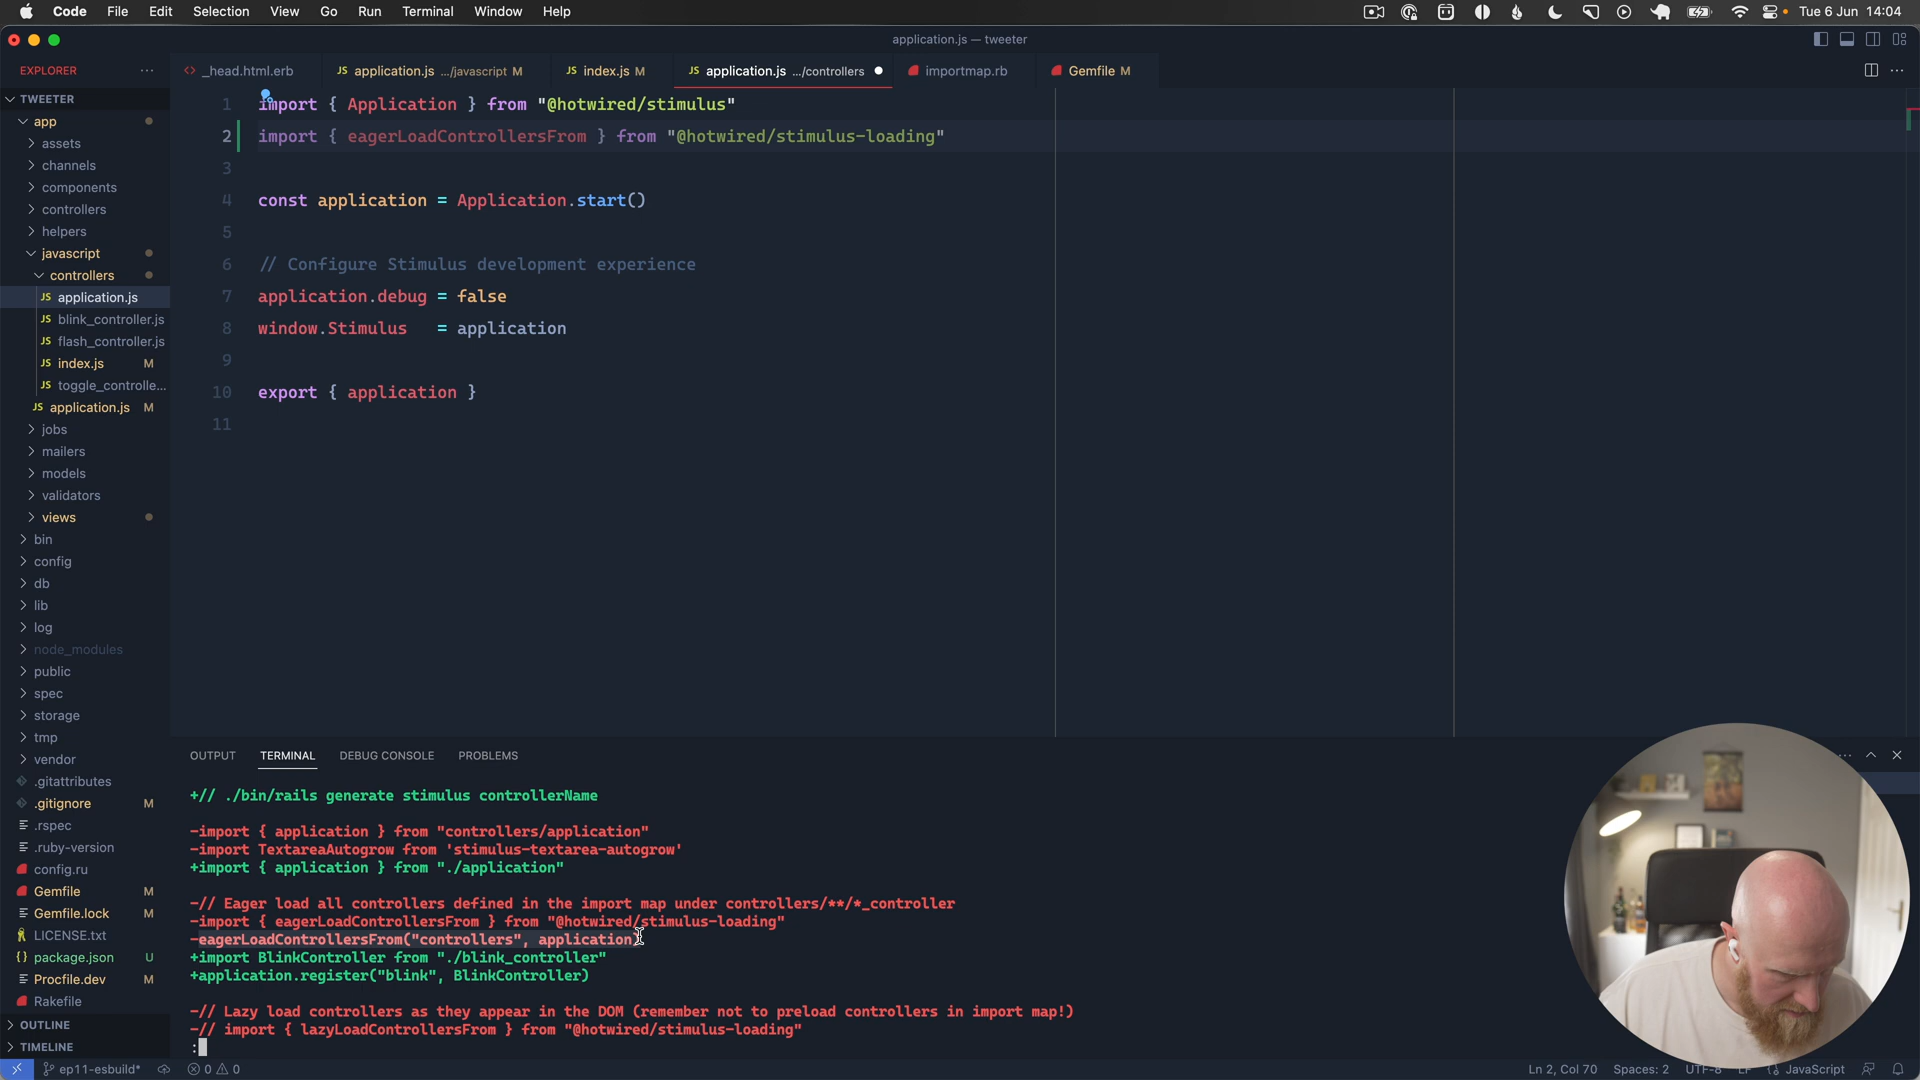 Code File Edit Selection View Go Run Terminal Window Help Tue 6 Jun 14:04
application.js — tweeter
EXPLORER
_head.html.erb
JS application.js .../javascript M
JS index.js M
JS application.js .../controllers
importmap.rb
Gemfile M
TWEETER
app
assets
channels
components
controllers
helpers
javascript
controllers
JS application.js
JS blink_controller.js
JS flash_controller.js
JS index.js M
JS toggle_controlle...
JS application.js M
jobs
mailers
models
validators
views
bin
config
db
lib
log
node_modules
public
spec
storage
tmp
vendor
.gitattributes
.gitignore M
.rspec
.ruby-version
config.ru
Gemfile M
Gemfile.lock M
LICENSE.txt
package.json U
Procfile.dev M
Rakefile
OUTLINE
TIMELINE
1 import { Application } from "@hotwired/stimulus"
2 import { eagerLoadControllersFrom } from "@hotwired/stimulus-loading"
3
4 const application = Application.start()
5
6 // Configure Stimulus development experience
7 application.debug = false
8 window.Stimulus   = application
9
10 export { application }
11
OUTPUT TERMINAL DEBUG CONSOLE PROBLEMS
+// ./bin/rails generate stimulus controllerName
-import { application } from "controllers/application"
-import TextareaAutogrow from 'stimulus-textarea-autogrow'
+import { application } from "./application"
-// Eager load all controllers defined in the import map under controllers/**/*_controller
-import { eagerLoadControllersFrom } from "@hotwired/stimulus-loading"
-eagerLoadControllersFrom("controllers", application)
+import BlinkController from "./blink_controller"
+application.register("blink", BlinkController)
-// Lazy load controllers as they appear in the DOM (remember not to preload controllers in import map!)
-// import { lazyLoadControllersFrom } from "@hotwired/stimulus-loading"
:
ep11-esbuild* 0 0 Ln 2, Col 70 Spaces: 2 UTF-8 LF JavaScript